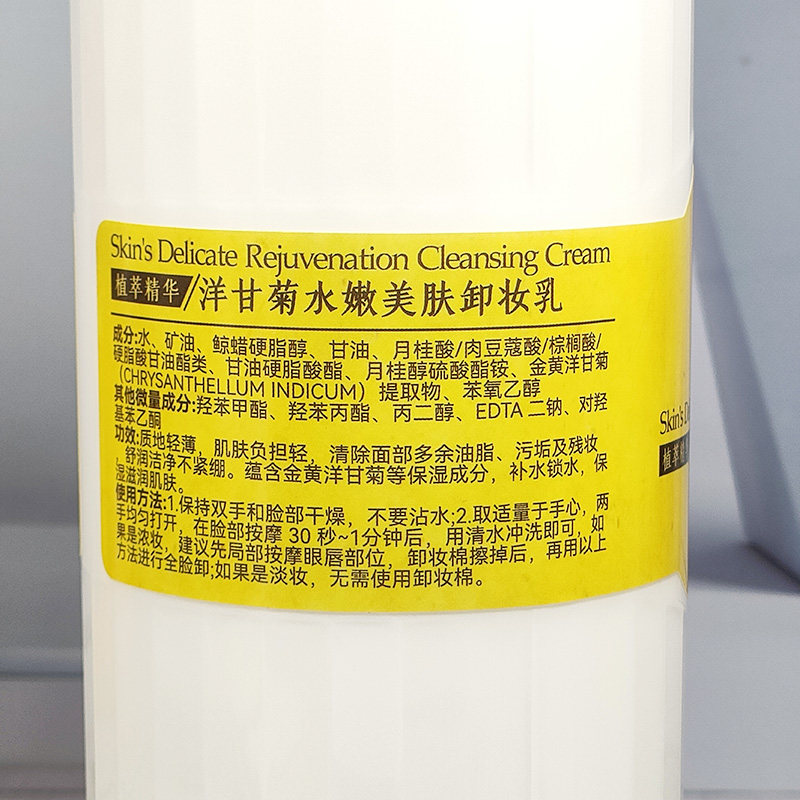 Skin's Delicate Rejuvenation Cleansing Cream
植萃精华/洋甘菊水嫩美肤卸妆乳
成分:水、矿油、鲸蜡硬脂醇、甘油、月桂酸/肉豆蔻酸/棕榈酸/
硬脂酸甘油酯类、甘油硬脂酸酯、月桂醇硫酸酯铵、金黄洋甘菊
（CHRYSANTHELLUM INDICUM）提取物、苯氧乙醇
其他微量成分:羟苯甲酯、羟苯丙酯、丙二醇、EDTA 二钠、对羟
基苯乙酮
功效:质地轻薄，肌肤负担轻，清除面部多余油脂、污垢及残妆
，舒润洁净不紧绷。蕴含金黄洋甘菊等保湿成分，补水锁水，保
湿滋润肌肤。
使用方法:1.保持双手和脸部干燥，不要沾水;2.取适量于手心，两
手均匀打开，在脸部按摩 30 秒~1分钟后，用清水冲洗即可,如
果是浓妆，建议先局部按摩眼唇部位，卸妆棉擦掉后，再用以上
方法进行全脸卸;如果是淡妆，无需使用卸妆棉。
Skin's D
植萃